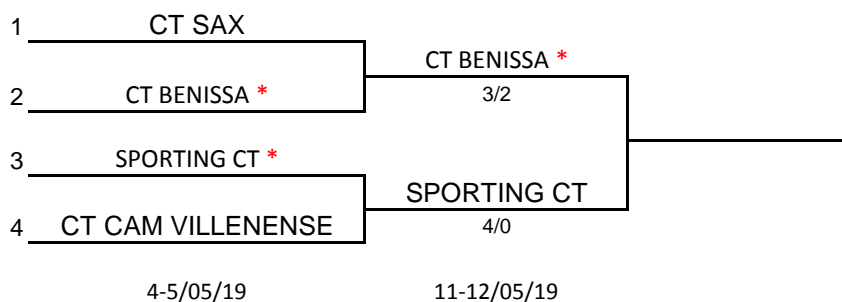 1 CT SAX
CT BENISSA *
3/2
2 CT BENISSA *
3 SPORTING CT *
SPORTING CT
4/0
4 CT CAM VILLENENSE
4-5/05/19 11-12/05/19